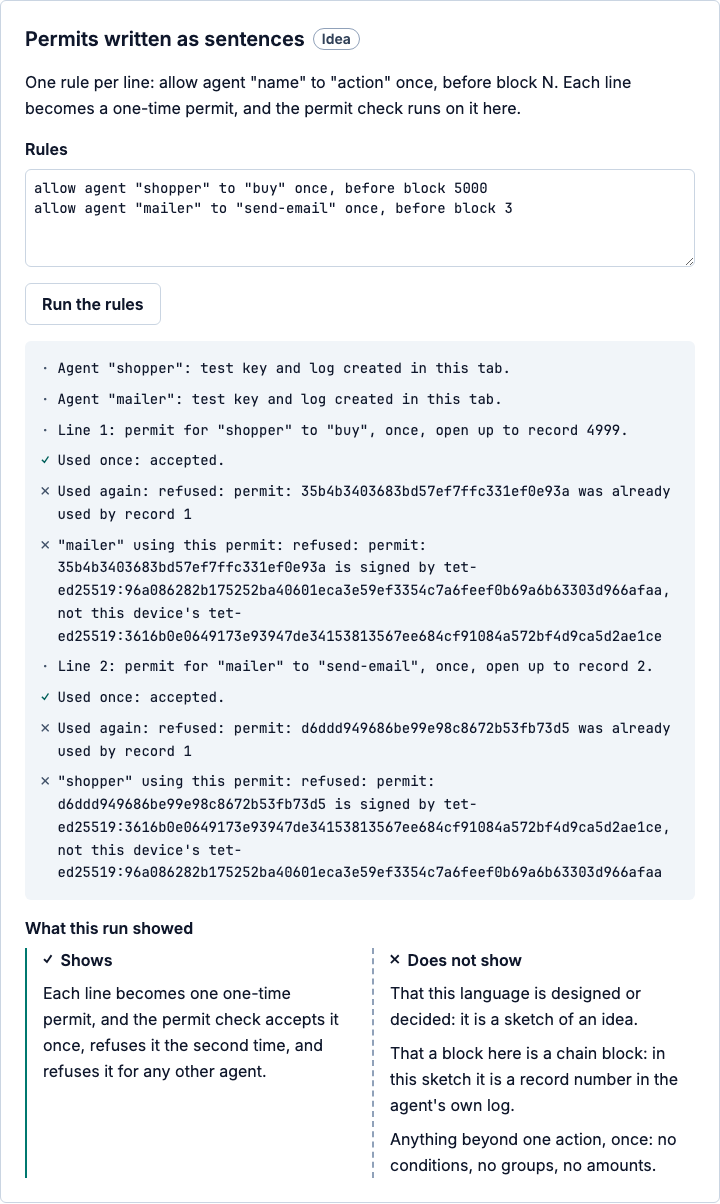 Permits written as sentences Idea
One rule per line: allow agent "name" to "action" once, before block N. Each line
becomes a one-time permit, and the permit check runs on it here.
Rules
allow agent "shopper" to "buy" once, before block 5000
allow agent "mailer" to "send-email" once, before block 3
Run the rules
· Agent "shopper": test key and log created in this tab.
· Agent "mailer": test key and log created in this tab.
· Line 1: permit for "shopper" to "buy", once, open up to record 4999.
✓ Used once: accepted.
✕ Used again: refused: permit: 35b4b3403683bd57ef7ffc331ef0e93a was already
used by record 1
✕ "mailer" using this permit: refused: permit:
35b4b3403683bd57ef7ffc331ef0e93a is signed by tet-
ed25519:96a086282b175252ba40601eca3e59ef3354c7a6feef0b69a6b63303d966afaa,
not this device's tet-
ed25519:3616b0e0649173e93947de34153813567ee684cf91084a572bf4d9ca5d2ae1ce
· Line 2: permit for "mailer" to "send-email", once, open up to record 2.
✓ Used once: accepted.
✕ Used again: refused: permit: d6ddd949686be99e98c8672b53fb73d5 was already
used by record 1
✕ "shopper" using this permit: refused: permit:
d6ddd949686be99e98c8672b53fb73d5 is signed by tet-
ed25519:3616b0e0649173e93947de34153813567ee684cf91084a572bf4d9ca5d2ae1ce,
not this device's tet-
ed25519:96a086282b175252ba40601eca3e59ef3354c7a6feef0b69a6b63303d966afaa
What this run showed
✓ Shows
Each line becomes one one-time
permit, and the permit check accepts it
once, refuses it the second time, and
refuses it for any other agent.
✕ Does not show
That this language is designed or
decided: it is a sketch of an idea.
That a block here is a chain block: in
this sketch it is a record number in the
agent's own log.
Anything beyond one action, once: no
conditions, no groups, no amounts.